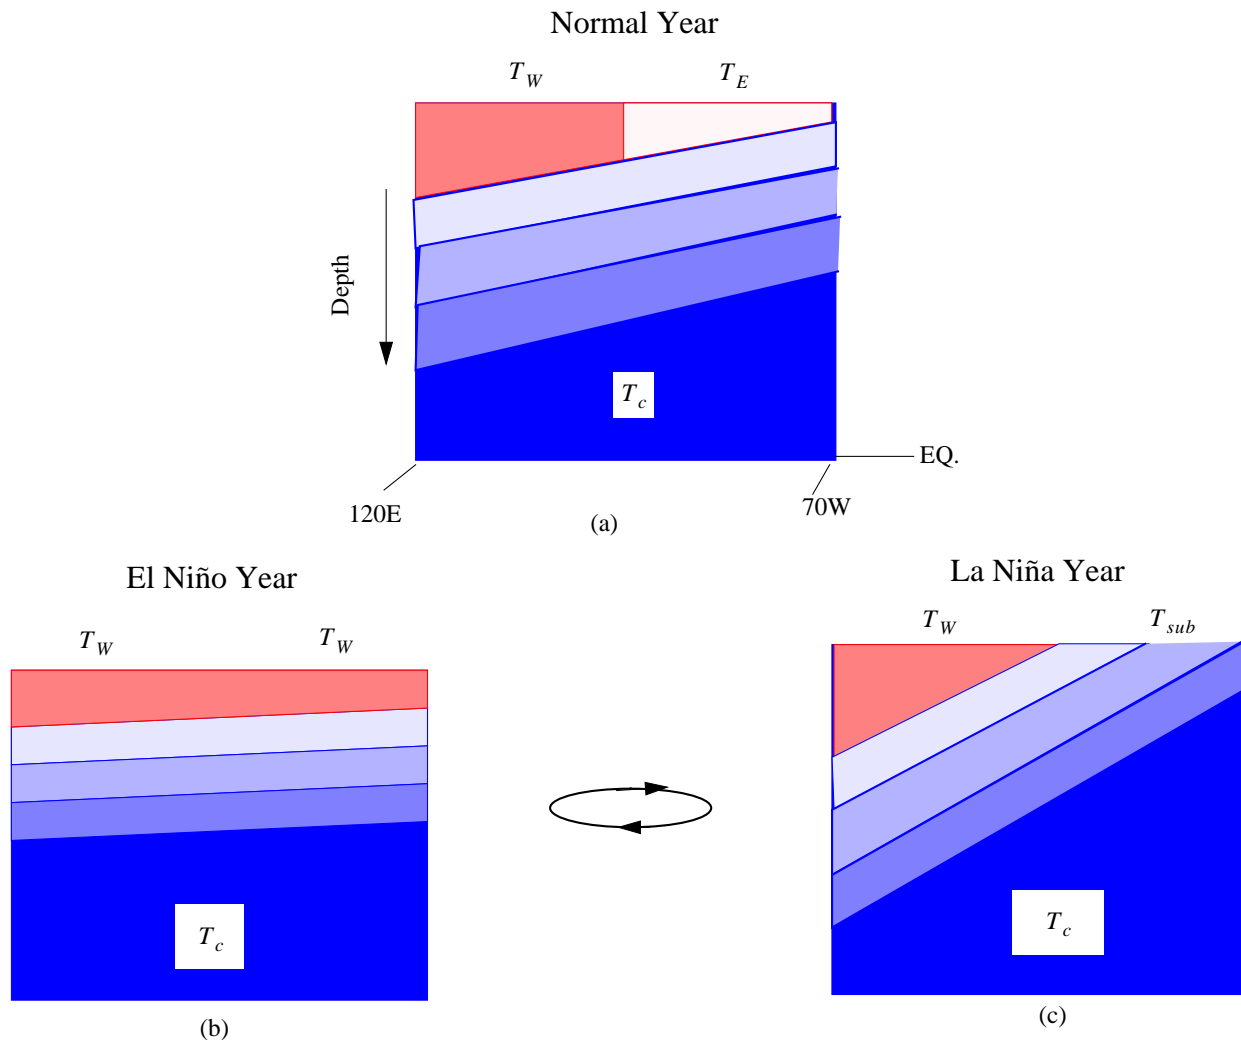 Normal Year
T_W T_E
Depth
T_c
EQ.
120E 70W
(a)
El Niño Year La Niña Year
T_W T_W T_W T_sub
T_c T_c
(b) (c)